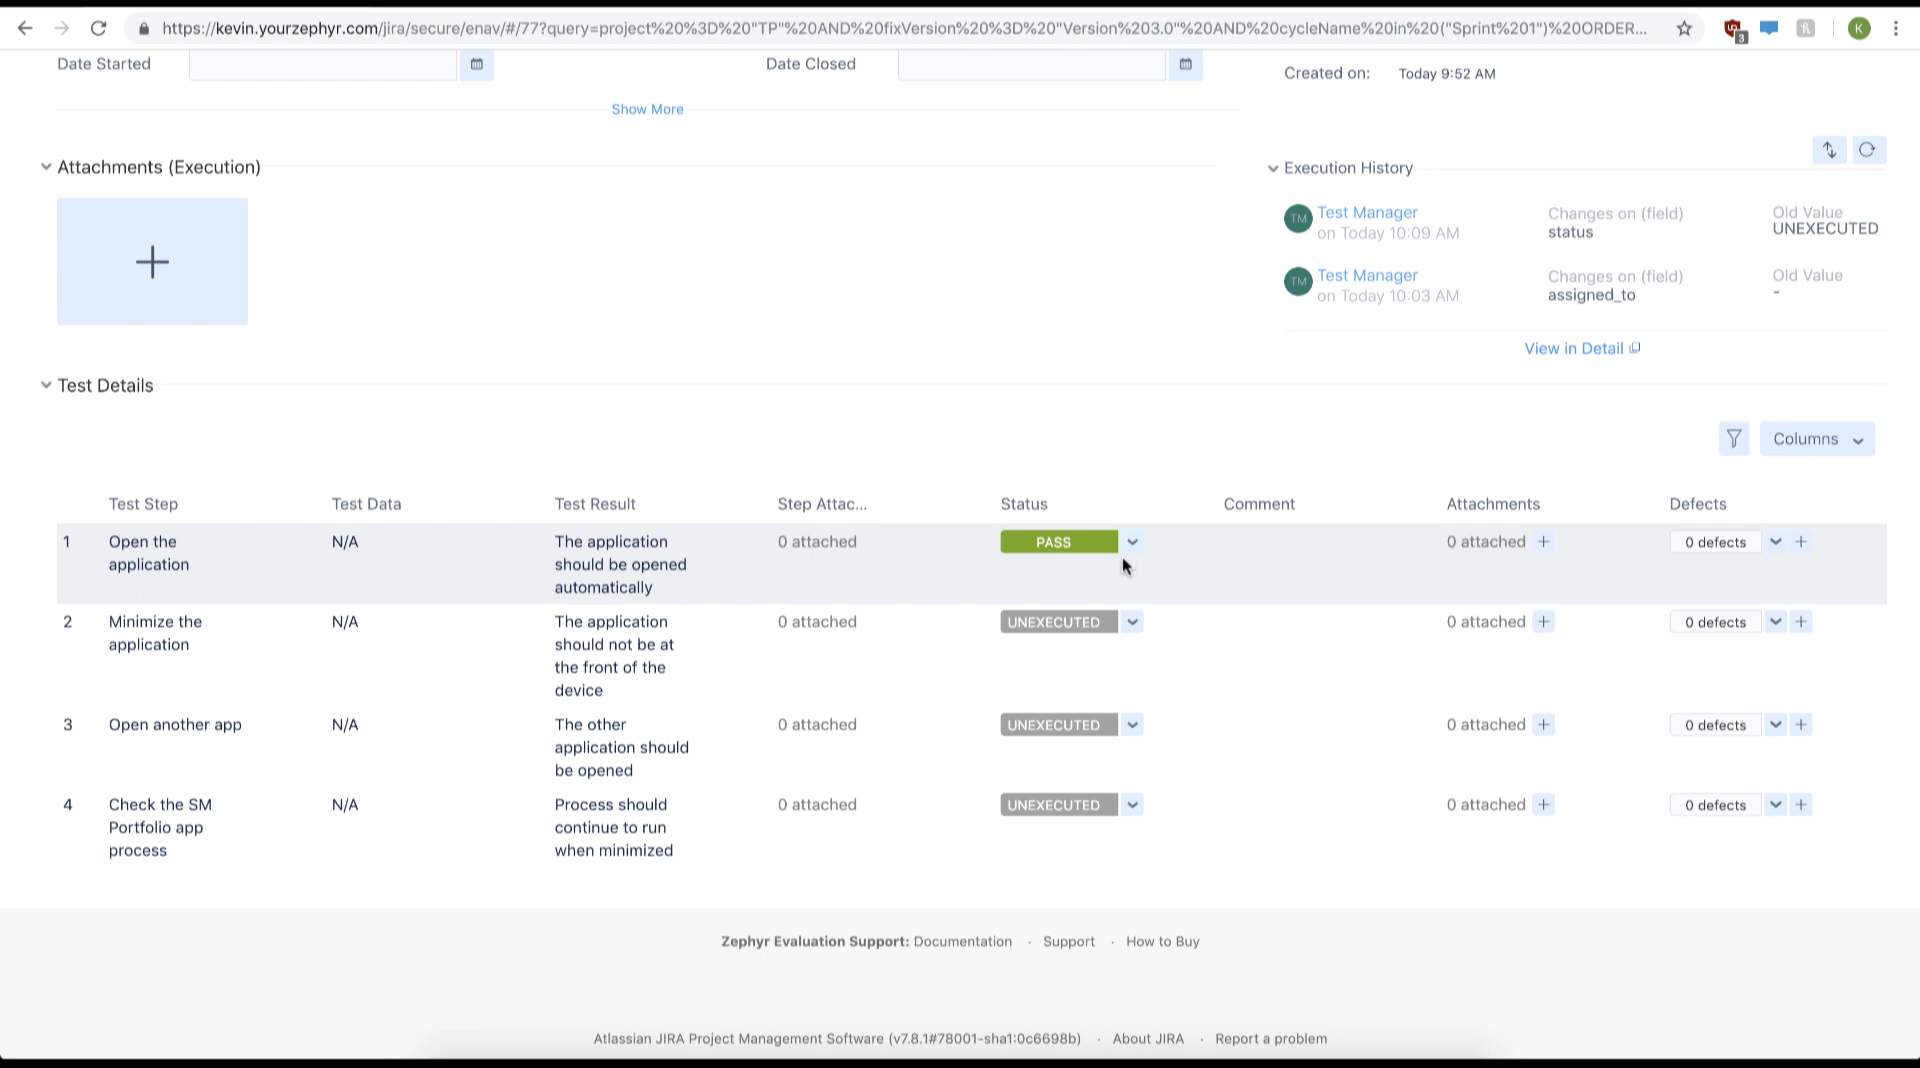 https://kevin.yourzephyr.com/jira/secure/enav/#/77?query=project%20%3D%20"TP"%20AND%20fixVersion%20%3D%20"Version%203.0"%20AND%20cycleName%20in%20("Sprint%201")%20ORDER...
3
K
Date Started
Date Closed
Created on: Today 9:52 AM
Show More
Attachments (Execution)
Execution History
TM Test Manager Changes on (field) Old Value
on Today 10:09 AM status UNEXECUTED
TM Test Manager Changes on (field) Old Value
on Today 10:03 AM assigned_to -
View in Detail
Test Details
Columns
Test Step Test Data Test Result Step Attac... Status Comment Attachments Defects
1 Open the N/A The application 0 attached PASS 0 attached + 0 defects +
application should be opened
automatically
2 Minimize the N/A The application 0 attached UNEXECUTED 0 attached + 0 defects +
application should not be at
the front of the
device
3 Open another app N/A The other 0 attached UNEXECUTED 0 attached + 0 defects +
application should
be opened
4 Check the SM N/A Process should 0 attached UNEXECUTED 0 attached + 0 defects +
Portfolio app continue to run
process when minimized
Zephyr Evaluation Support: Documentation · Support · How to Buy
Atlassian JIRA Project Management Software (v7.8.1#78001-sha1:0c6698b) · About JIRA · Report a problem